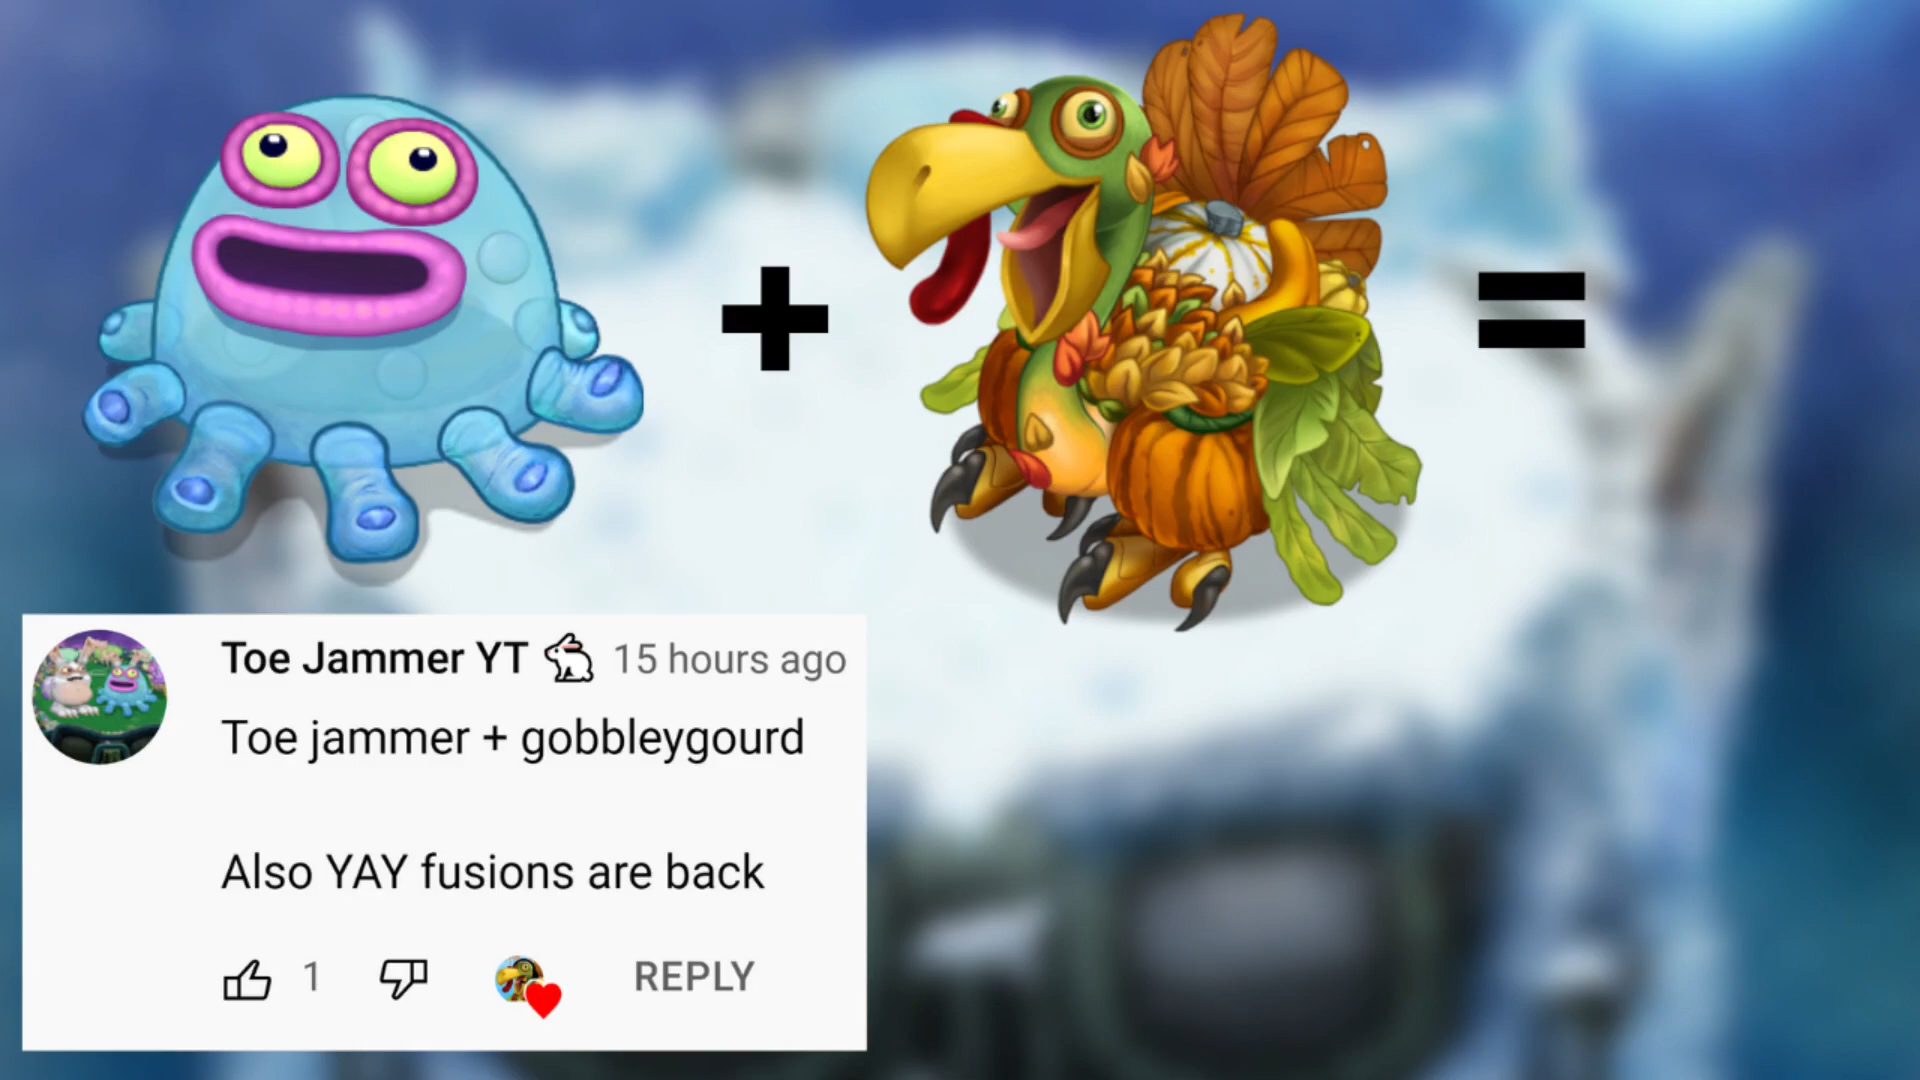 + =
Toe Jammer YT 🐇 15 hours ago
Toe jammer + gobbleygourd
Also YAY fusions are back
1 REPLY